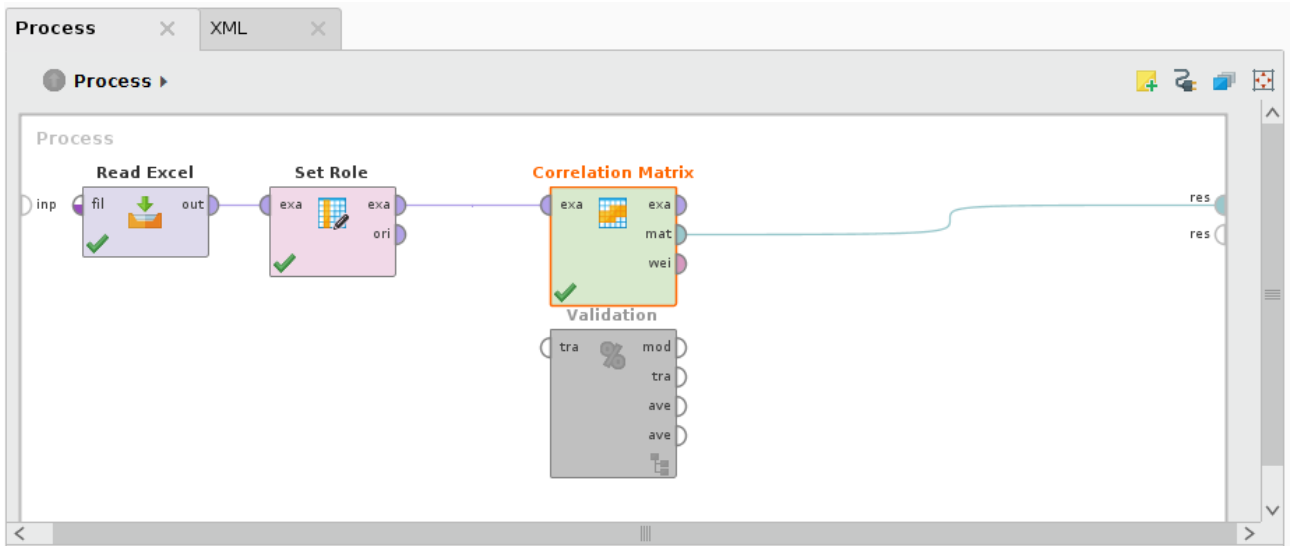 Process XML
Process
Process
Read Excel Set Role Correlation Matrix
inp fil out exa exa exa exa res
ori mat res
wei
Validation
tra mod
tra
ave
ave